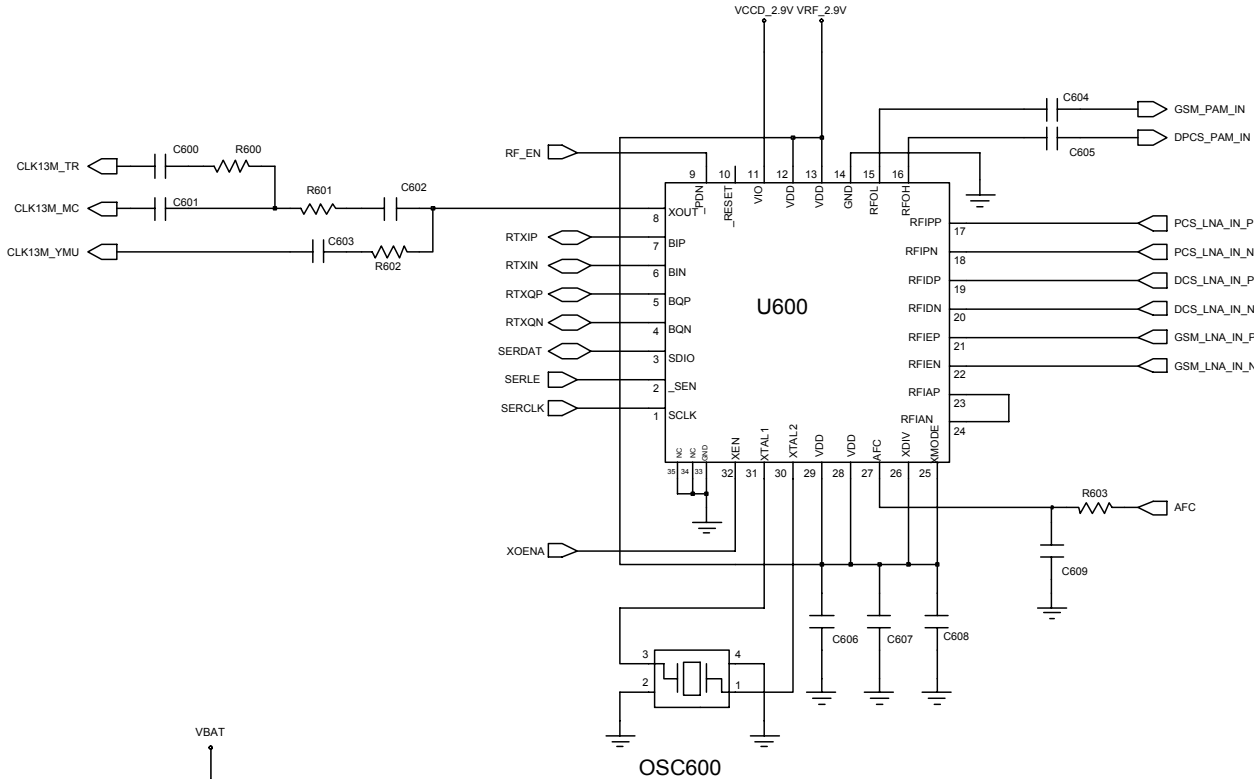 VCCD_2.9V VRF_2.9V
C604
GSM_PAM_IN
DPCS_PAM_IN
C605
CLK13M_TR
C600
R600
RF_EN
CLK13M_MC
C601
R601
C602
CLK13M_YMU
C603
R602
9 10 11 12 13 14 15 16
_PDN
_RESET
VIO
VDD
VDD
GND
RFOL
RFOH
XOUT
8
RTXIP
7
BIP
RTXIN
6
BIN
RTXQP
5
BQP
RTXQN
4
BQN
SERDAT
3
SDIO
SERLE
2
_SEN
SERCLK
1
SCLK
U600
RFIPP
17
PCS_LNA_IN_P
RFIPN
18
PCS_LNA_IN_N
RFIDP
19
DCS_LNA_IN_P
RFIDN
20
DCS_LNA_IN_N
RFIEP
21
GSM_LNA_IN_P
RFIEN
22
GSM_LNA_IN_N
RFIAP
23
RFIAN
24
NC
NC
GND
XEN
XTAL1
XTAL2
VDD
VDD
AFC
XDIV
XMODE
35 34 33 32 31 30 29 28 27 26 25
R603
AFC
XOENA
C609
C606
C607
C608
3
4
2
1
VBAT
OSC600